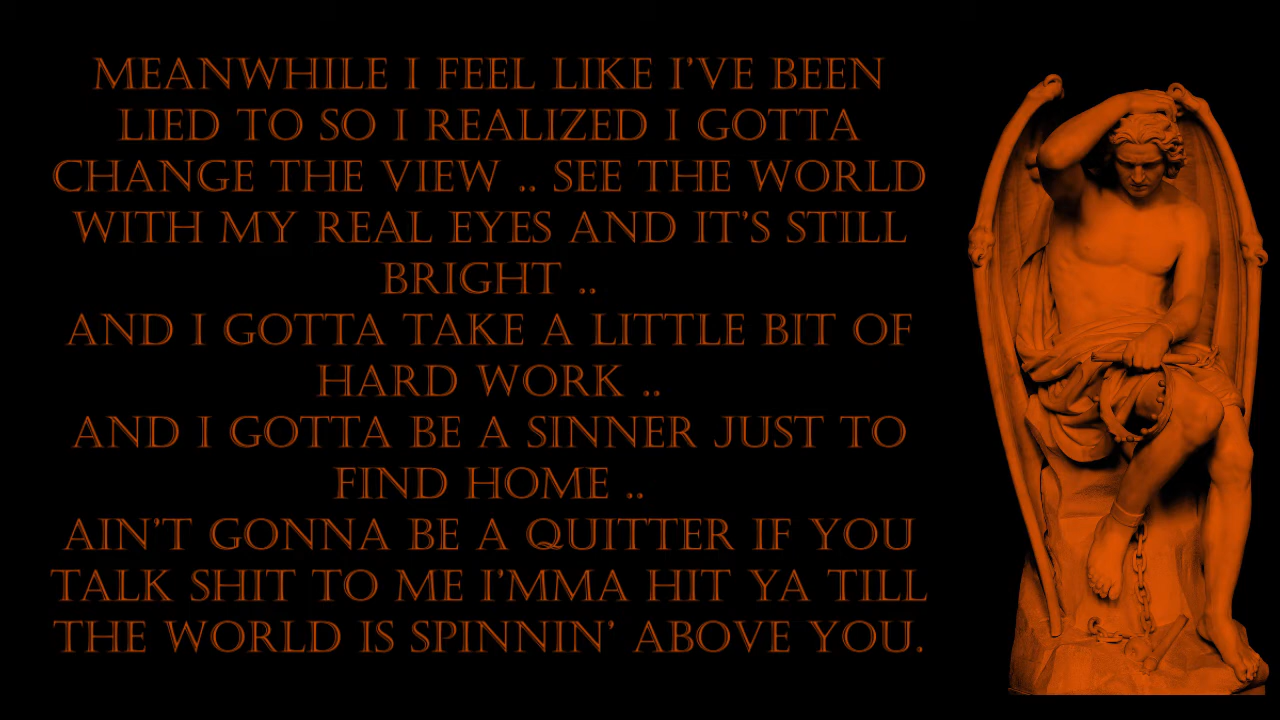 MEANWHILE I FEEL LIKE I'VE BEEN
LIED TO SO I REALIZED I GOTTA
CHANGE THE VIEW .. SEE THE WORLD
WITH MY REAL EYES AND IT'S STILL
BRIGHT ..
AND I GOTTA TAKE A LITTLE BIT OF
HARD WORK ..
AND I GOTTA BE A SINNER JUST TO
FIND HOME ..
AIN'T GONNA BE A QUITTER IF YOU
TALK SHIT TO ME I'MMA HIT YA TILL
THE WORLD IS SPINNIN' ABOVE YOU.